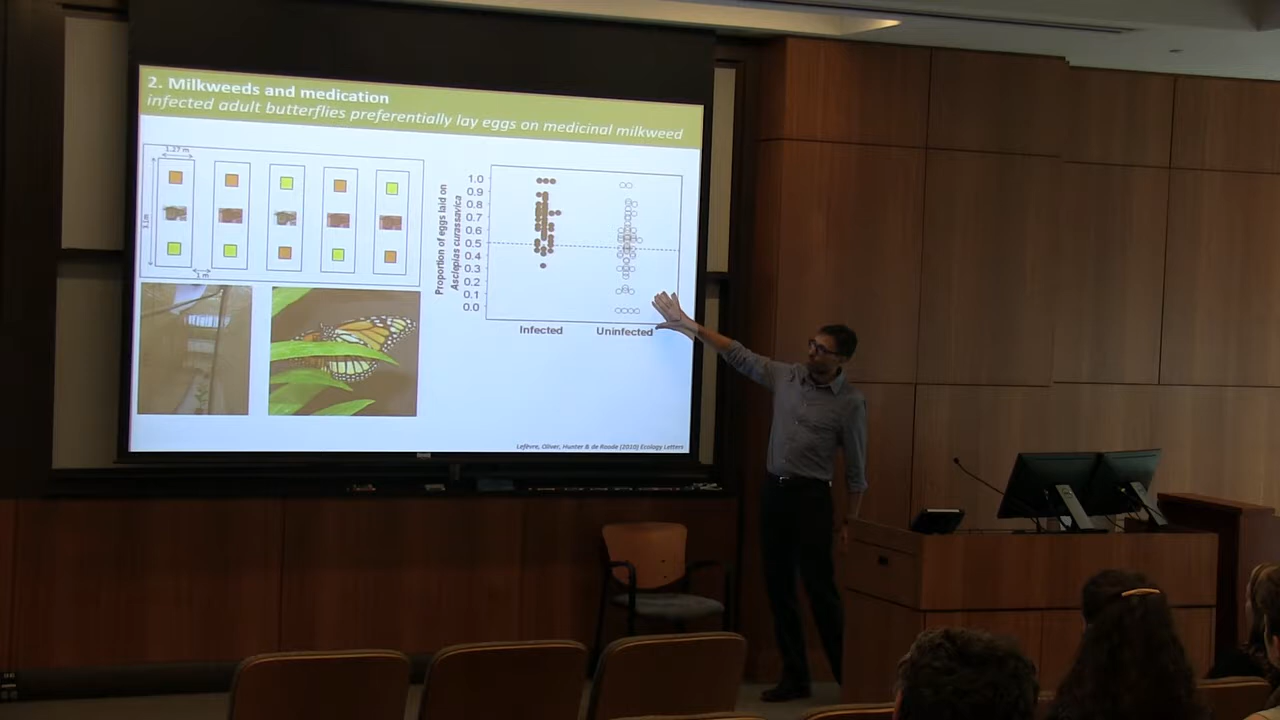 2. Milkweeds and medication
infected adult butterflies preferentially lay eggs on medicinal milkweed
1.27 m
1 m
Proportion of eggs laid on
Asclepias curassavica
1.0
0.9
0.8
0.7
0.6
0.5
0.4
0.3
0.2
0.1
0.0
Infected
Uninfected
Lefèvre, Oliver, Hunter & de Roode (2010) Ecology Letters